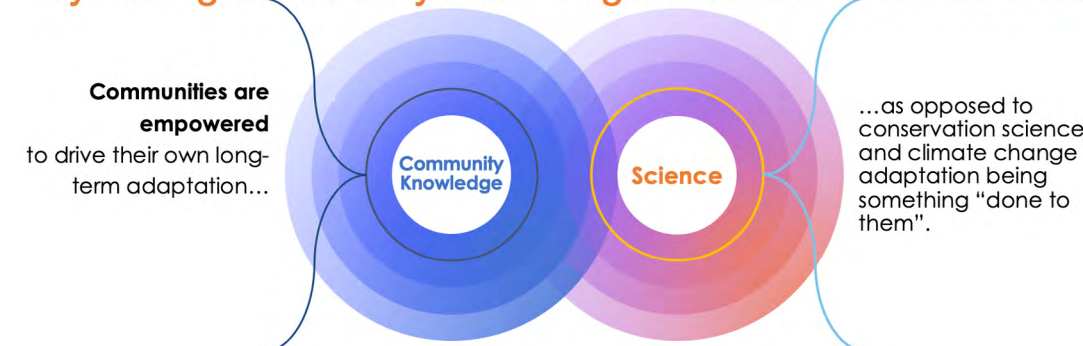 Communities are
empowered
to drive their own long-
term adaptation…
Community
Knowledge
Science
…as opposed to
conservation science
and climate change
adaptation being
something “done to
them”.